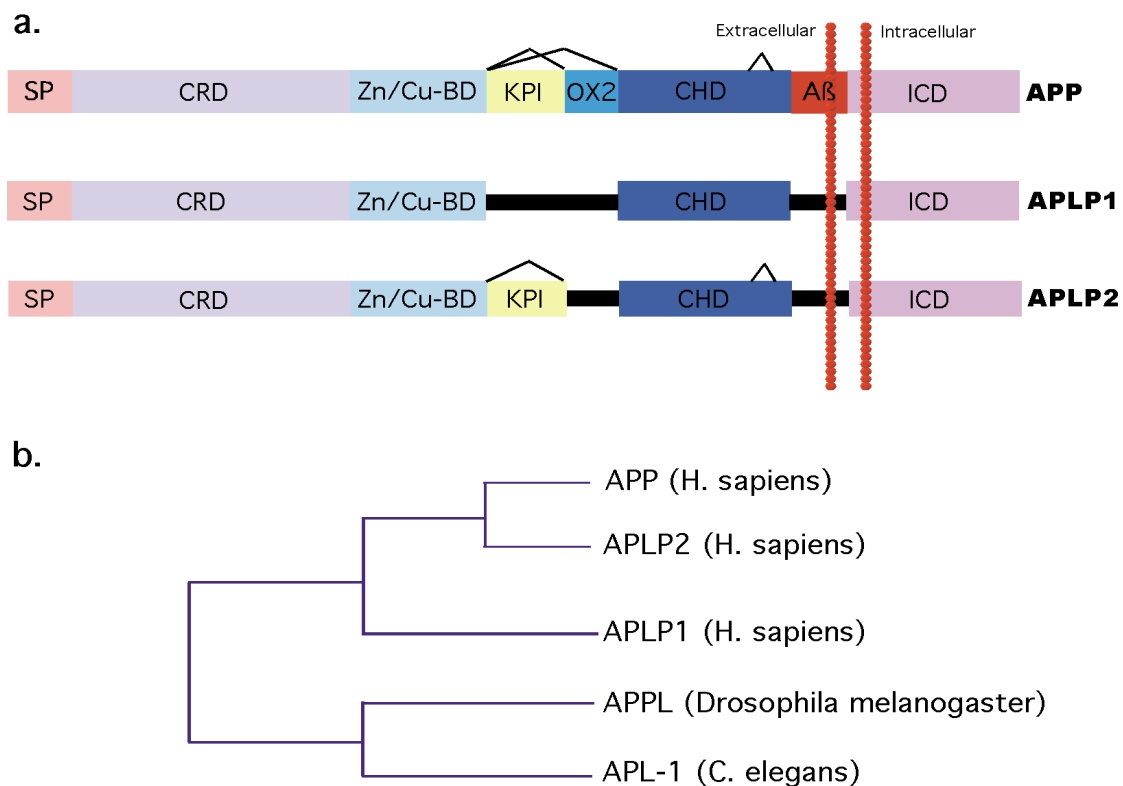 a.
Extracellular Intracellular
SP CRD Zn/Cu-BD KPI OX2 CHD Aß ICD APP
SP CRD Zn/Cu-BD CHD ICD APLP1
SP CRD Zn/Cu-BD KPI CHD ICD APLP2
b.
APP (H. sapiens)
APLP2 (H. sapiens)
APLP1 (H. sapiens)
APPL (Drosophila melanogaster)
APL-1 (C. elegans)